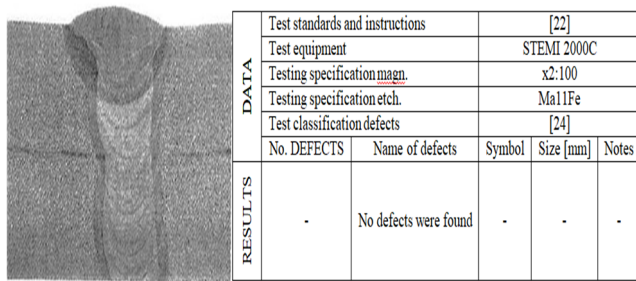 DATA
Test standards and instructions [22]
Test equipment STEMI 2000C
Testing specification magn. x2:100
Testing specification etch. Ma11Fe
Test classification defects [24]
No. DEFECTS Name of defects Symbol Size [mm] Notes
RESULTS
- No defects were found - - -